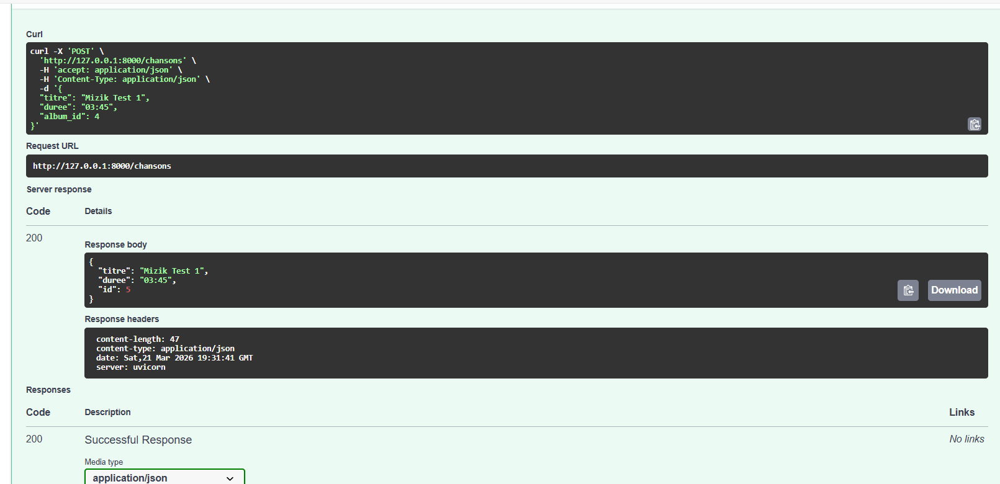 Curl
curl -X 'POST' \
'http://127.0.0.1:8000/chansons' \
-H 'accept: application/json' \
-H 'Content-Type: application/json' \
-d '{
"titre": "Mizik Test 1",
"duree": "03:45",
"album_id": 4
}'
Request URL
http://127.0.0.1:8000/chansons
Server response
Code Details
200
Response body
{
"titre": "Mizik Test 1",
"duree": "03:45",
"id": 5
}
Download
Response headers
content-length: 47
content-type: application/json
date: Sat,21 Mar 2026 19:31:41 GMT
server: uvicorn
Responses
Code Description Links
200 Successful Response No links
Media type
application/json